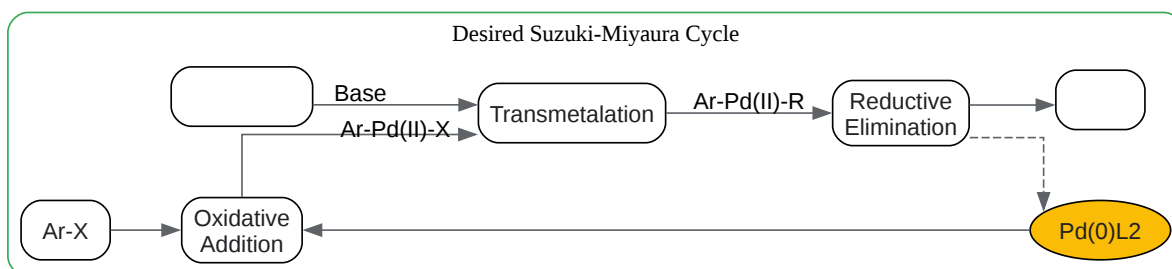 Desired Suzuki-Miyaura Cycle
Base
Ar-Pd(II)-X
Transmetalation
Ar-Pd(II)-R
Reductive
Elimination
Ar-X
Oxidative
Addition
Pd(0)L2